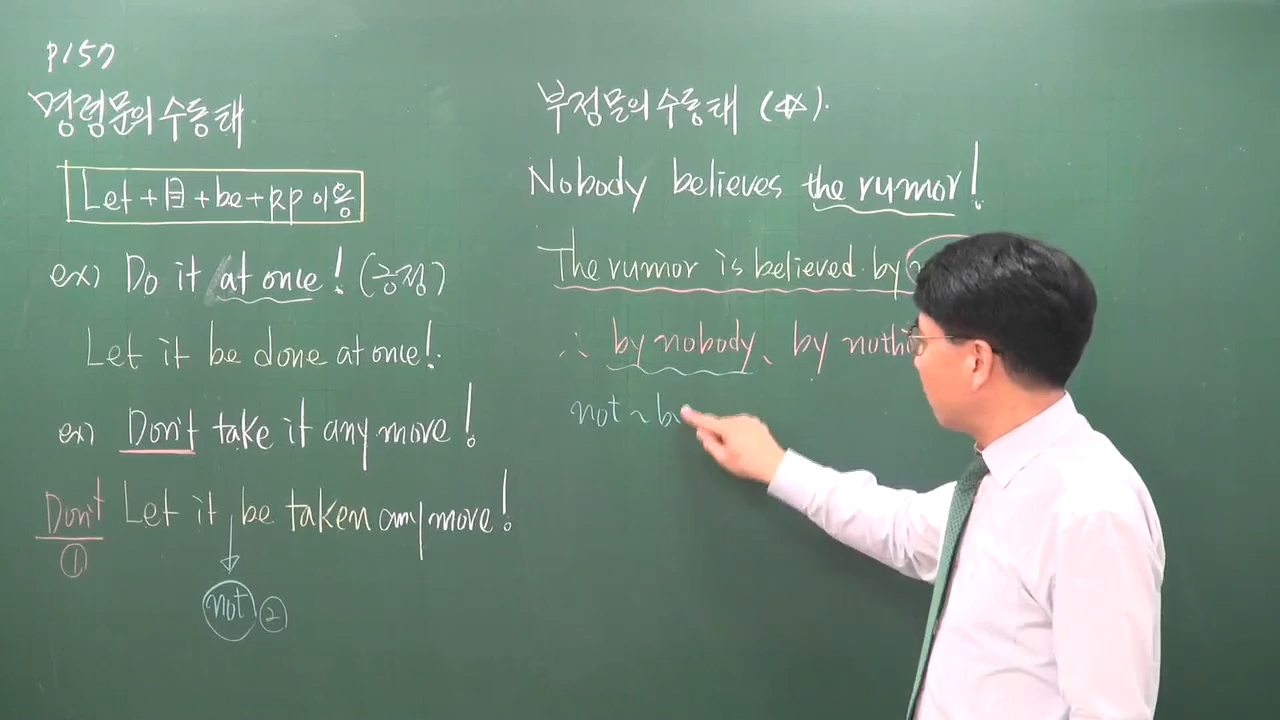 p157
명령문의 수동태
Let + 目 + be + p.p 이용
ex) Do it at once! (긍정)
Let it be done at once!
ex) Don't take it any more!
Don't Let it be taken any more!
①
not ②
부정문의 수동태 (☆).
Nobody believes the rumor!
The rumor is believed by
∴ by nobody, by
not ~